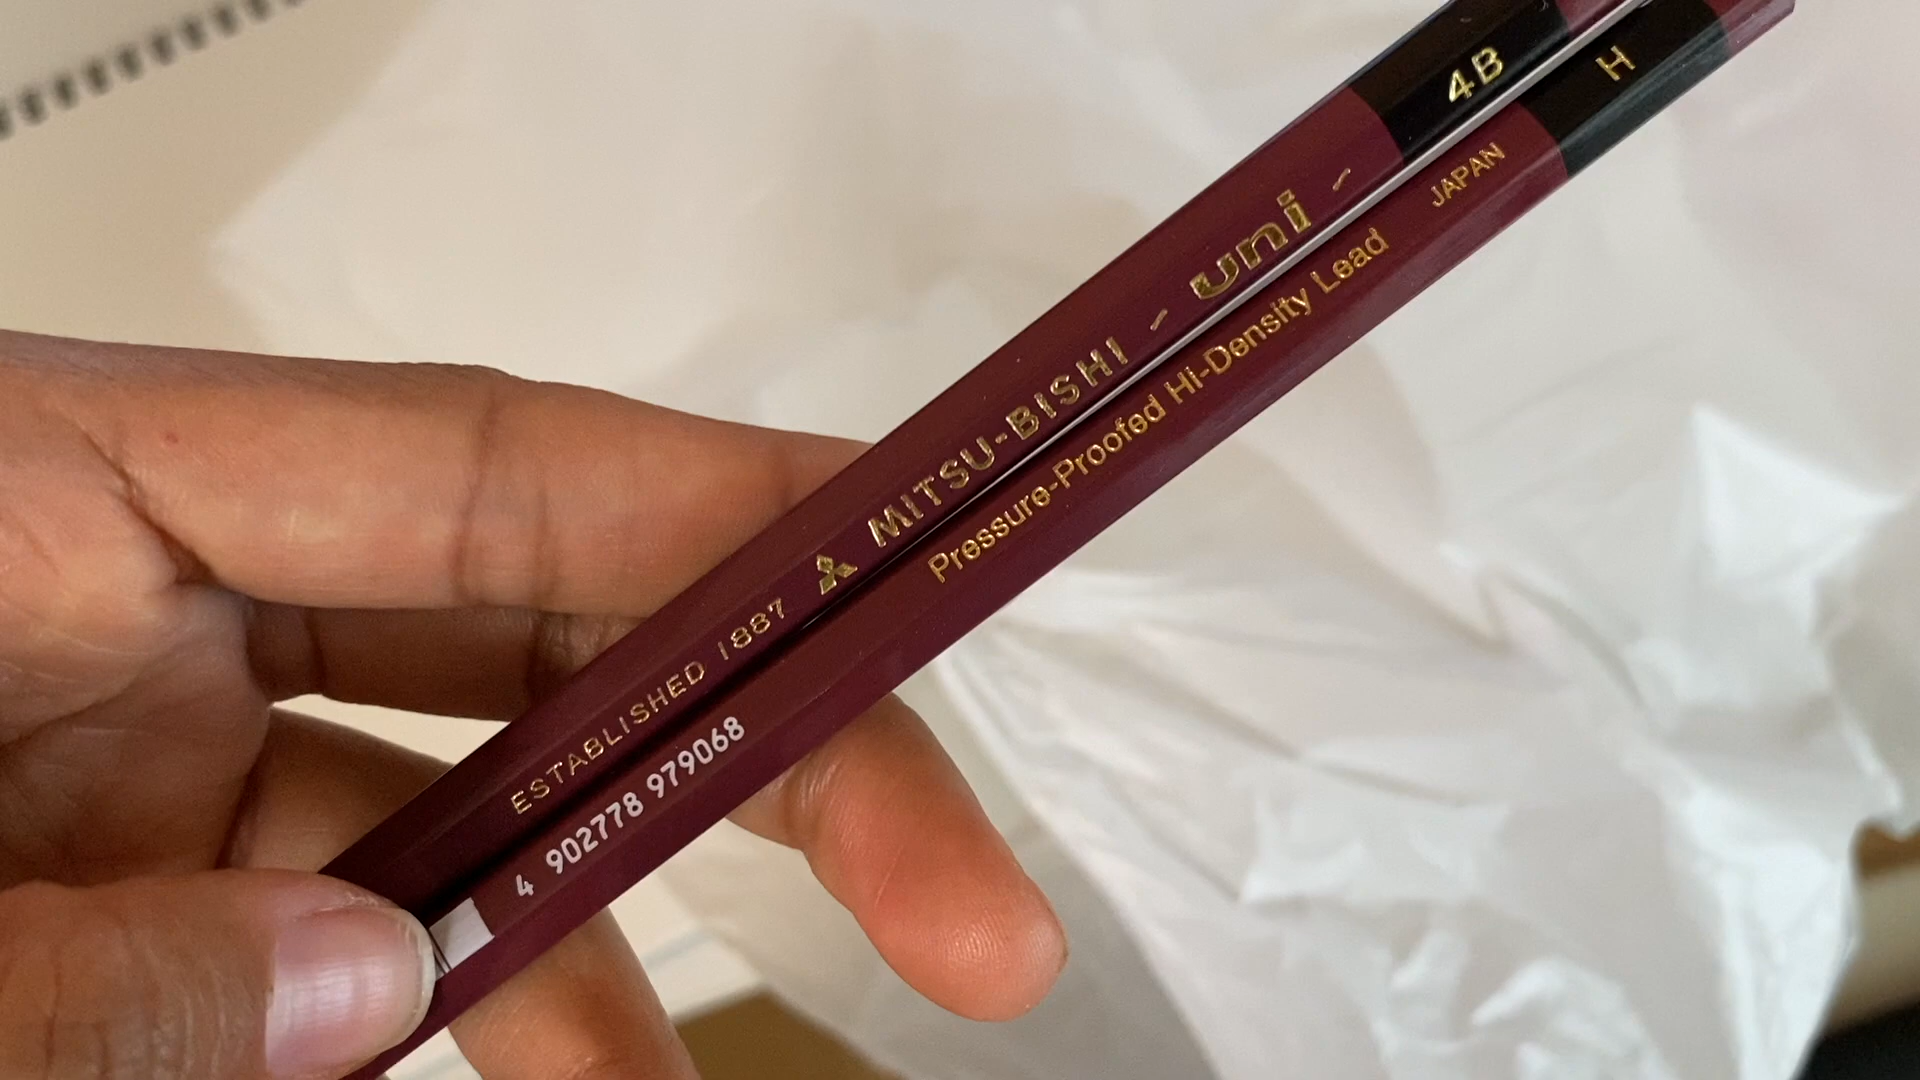 ESTABLISHED 1887 MITSU-BISHI - uni - 4B
4 902778 979068 Pressure-Proofed Hi-Density Lead JAPAN H